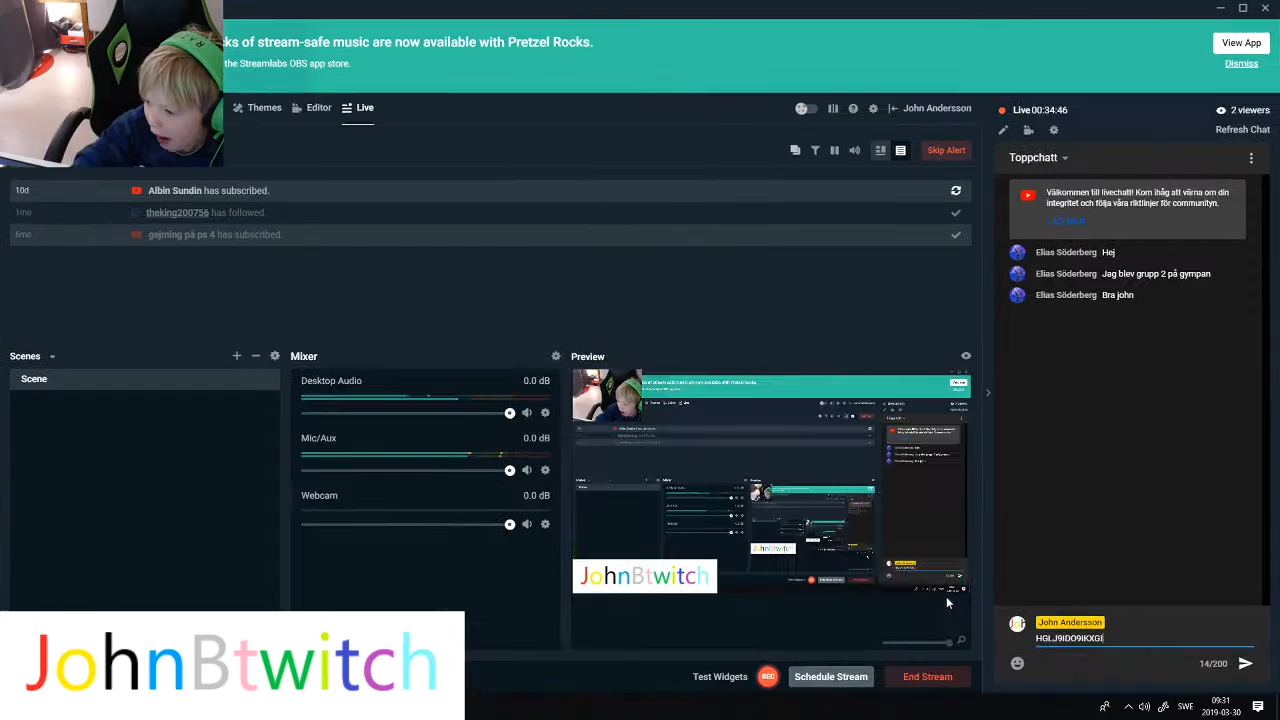 ks of stream-safe music are now available with Pretzel Rocks.
the Streamlabs OBS app store.
View App
Dismiss
Themes
Editor
Live
John Andersson
Skip Alert
10d
Albin Sundin has subscribed.
1mo
theking200756 has followed.
6mo
gejming på ps 4 has subscribed.
Scenes
Scene
Mixer
Desktop Audio
0.0 dB
Mic/Aux
0.0 dB
Webcam
0.0 dB
Preview
JohnBtwitch
JohnBtwitch
Test Widgets
REC
Schedule Stream
End Stream
Live 00:34:46
2 viewers
Refresh Chat
Toppchatt
Välkommen till livechatt! Kom ihåg att värna om din
integritet och följa våra riktlinjer för communityn.
LÄS MER
Elias Söderberg Hej
Elias Söderberg Jag blev grupp 2 på gympan
Elias Söderberg Bra john
John Andersson
14/200
SWE
09:31
2019-03-30